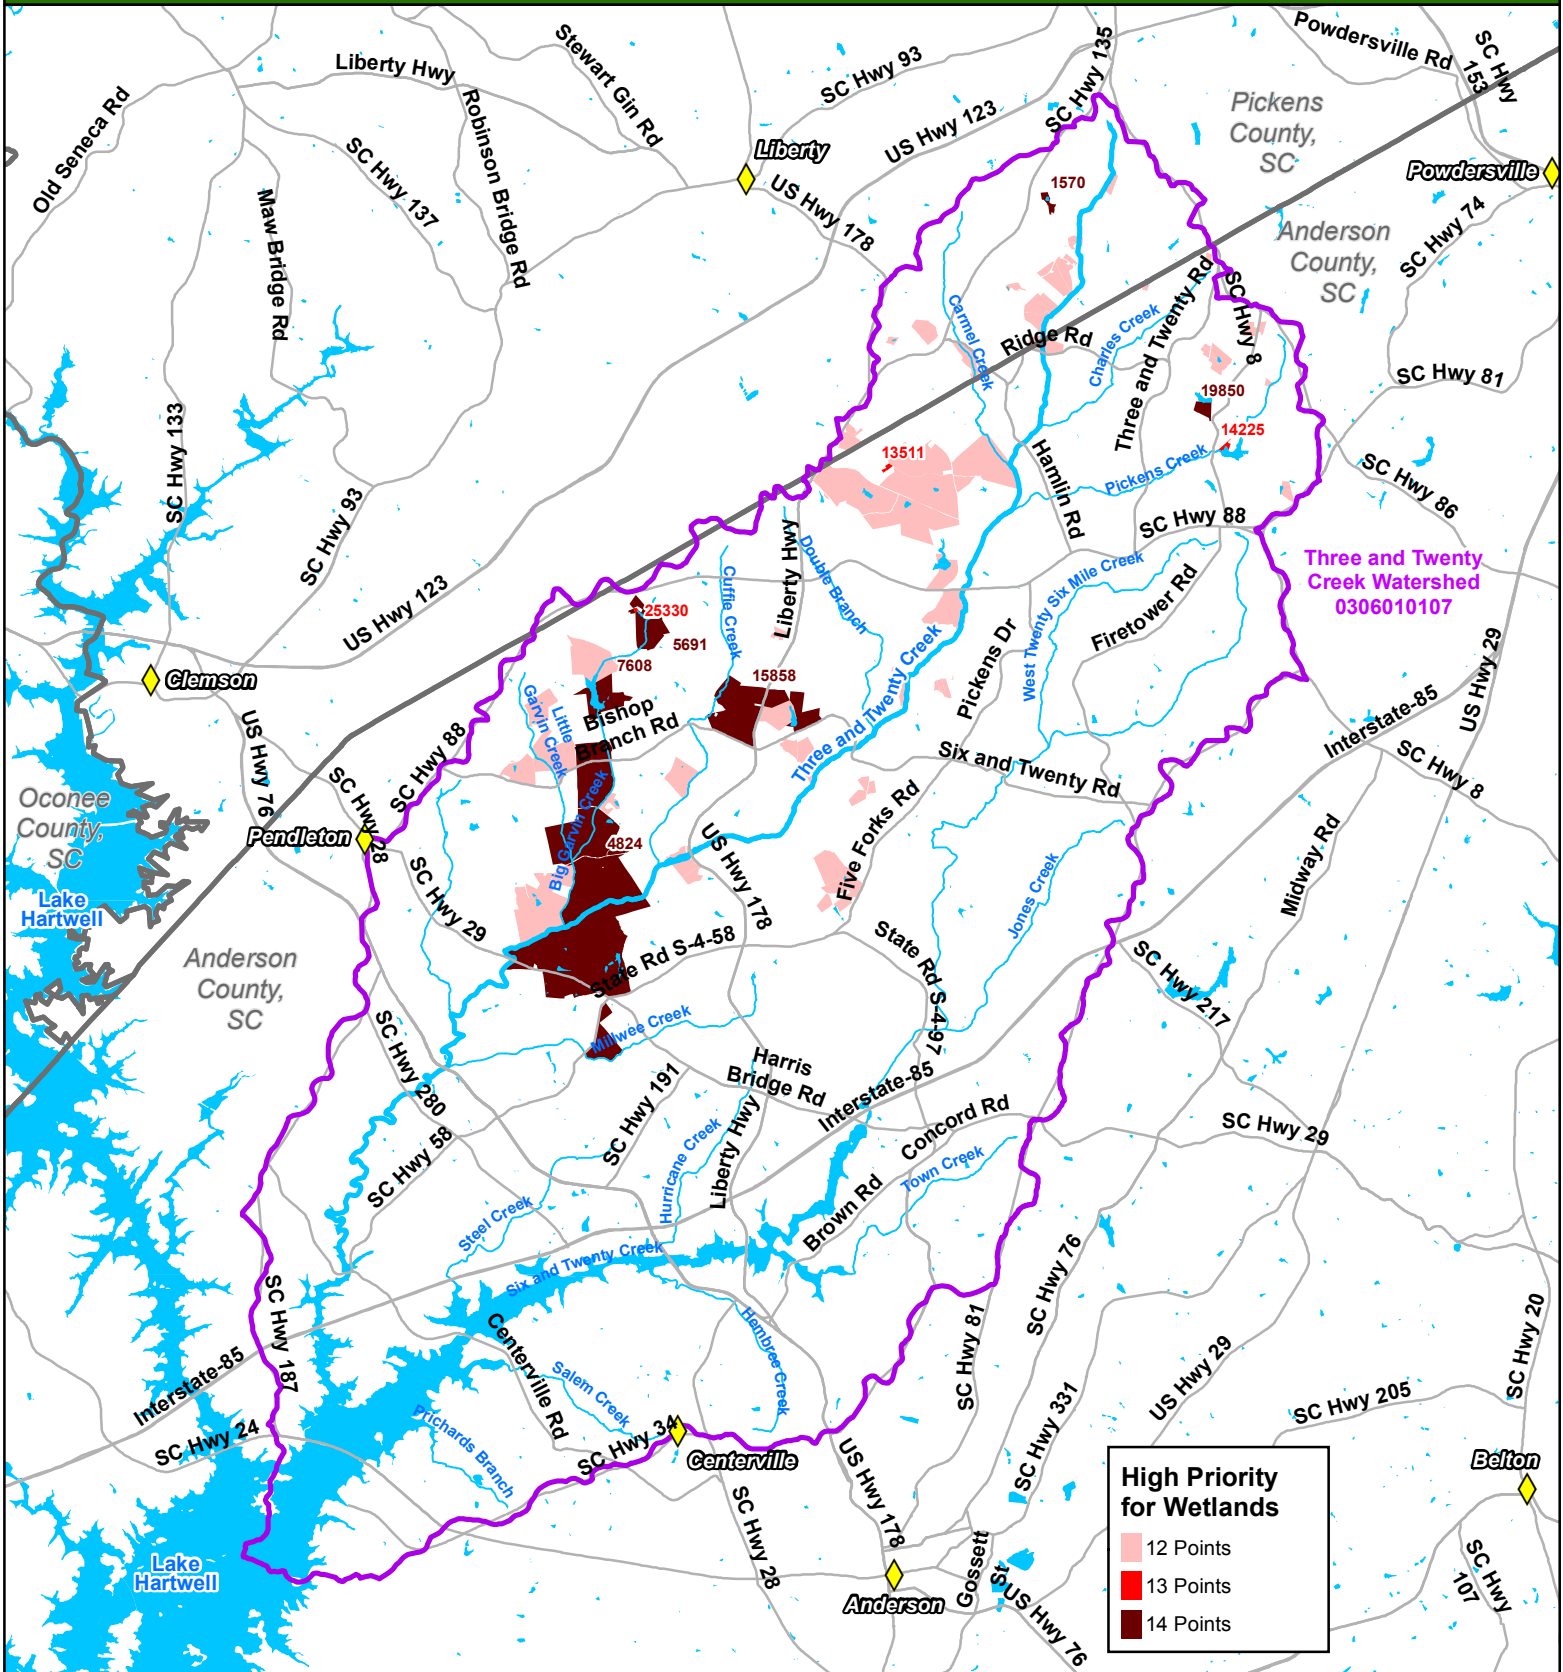 Stewart Gin Rd
Liberty Hwy
SC Hwy 93
SC Hwy 135
Powdersville Rd
SC Hwy
153
Old Seneca Rd
Robinson Bridge Rd
SC Hwy 137
US Hwy 123
Pickens
County,
SC
Liberty
Powdersville
US Hwy 178
1570
Maw Bridge Rd
SC Hwy 74
Anderson
County,
SC
Carmel Creek
Ridge Rd
Charles Creek
Three and Twenty Rd
SC Hwy 8
SC Hwy 81
19850
14225
SC Hwy 133
13511
Hamlin Rd
Pickens Creek
SC Hwy 86
SC Hwy 93
SC Hwy 88
Liberty Hwy
Double Branch
Cuffie Creek
Three and Twenty
Creek Watershed
0306010107
West Twenty Six Mile Creek
Firetower Rd
US Hwy 123
25330
5691
7608
15858
Pickens Dr
Three and Twenty Creek
US Hwy 29
Clemson
Little
Garvin Creek
Bishop
Branch Rd
US Hwy 76
SC Hwy 88
Interstate-85
SC Hwy 8
Six and Twenty Rd
SC Hwy 28
Oconee
County,
SC
Pendleton
Big Garvin Creek
4824
US Hwy 178
Five Forks Rd
Midway Rd
Lake
Hartwell
SC Hwy 29
Jones Creek
State Rd S-4-58
State Rd S-4-97
Anderson
County,
SC
SC Hwy 217
Millwee Creek
SC Hwy 280
Harris
Bridge Rd
Interstate-85
SC Hwy 191
SC Hwy 58
Hurricane Creek
Liberty Hwy
Concord Rd
SC Hwy 29
Town Creek
Brown Rd
Steel Creek
Six and Twenty Creek
SC Hwy 76
SC Hwy 187
Hembree Creek
Centerville Rd
SC Hwy 81
US Hwy 29
SC Hwy 20
Interstate-85
Salem Creek
Prichards Branch
SC Hwy 331
SC Hwy 205
SC Hwy 24
SC Hwy 34
Centerville
US Hwy 178
Belton
High Priority
for Wetlands
12 Points
13 Points
14 Points
SC Hwy 28
Lake
Hartwell
Anderson
Gossett
St
US Hwy 76
SC Hwy
107